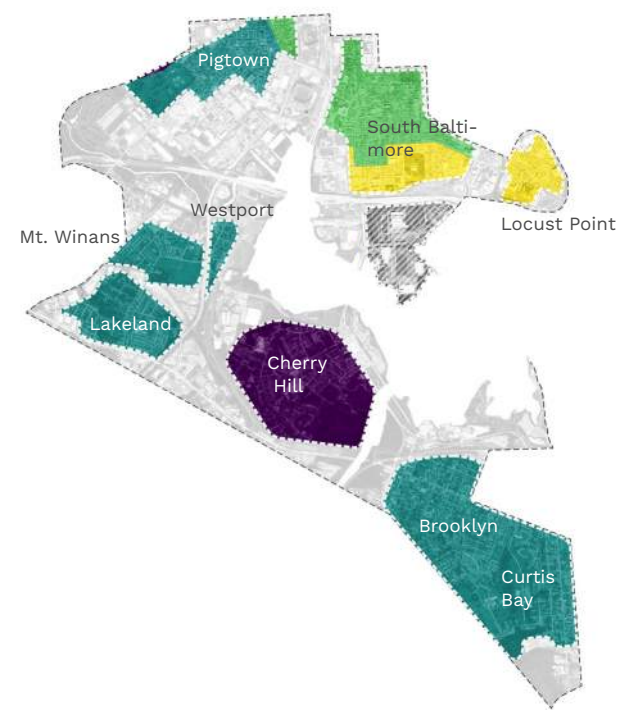 Pigtown
South Balti-
more
Westport
Locust Point
Mt. Winans
Lakeland
Cherry
Hill
Brooklyn
Curtis
Bay